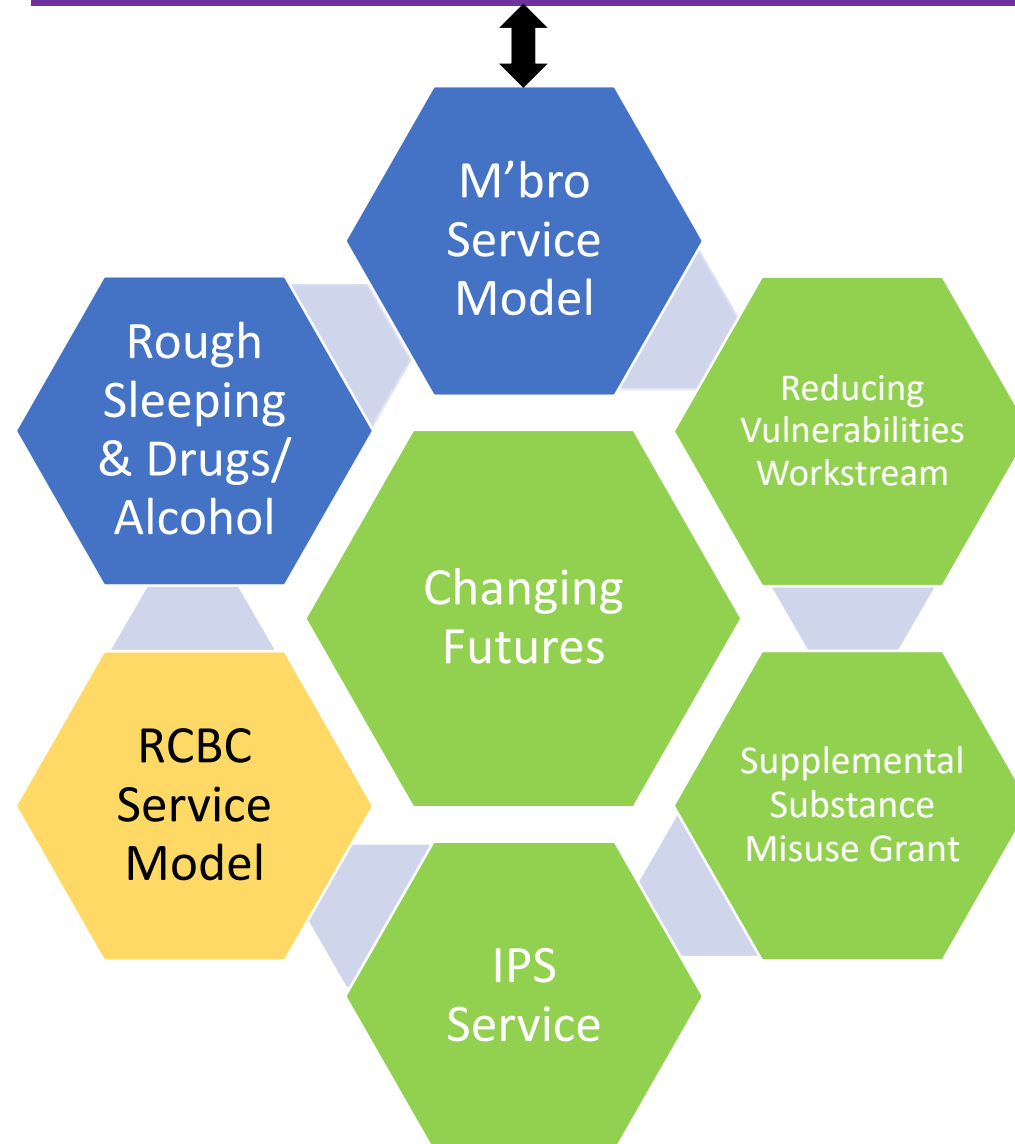 M’bro
Service
Model
Rough
Sleeping
& Drugs/
Alcohol
Reducing
Vulnerabilities
Workstream
Changing
Futures
RCBC
Service
Model
Supplemental
Substance
Misuse Grant
IPS
Service